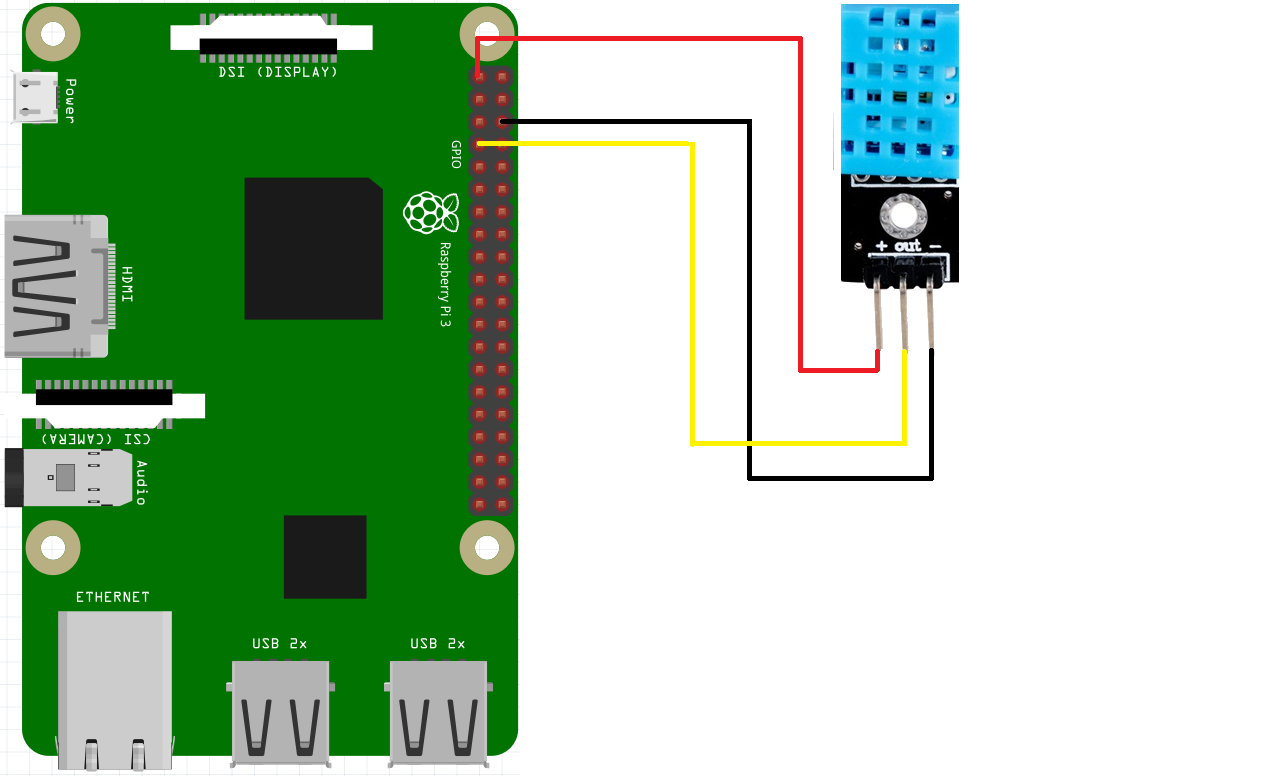 DSI (DISPLAY)
Power
GPIO
Raspberry Pi 3
HDMI
+ out -
CSI (CAMERA)
Audio
ETHERNET
USB 2x
USB 2x